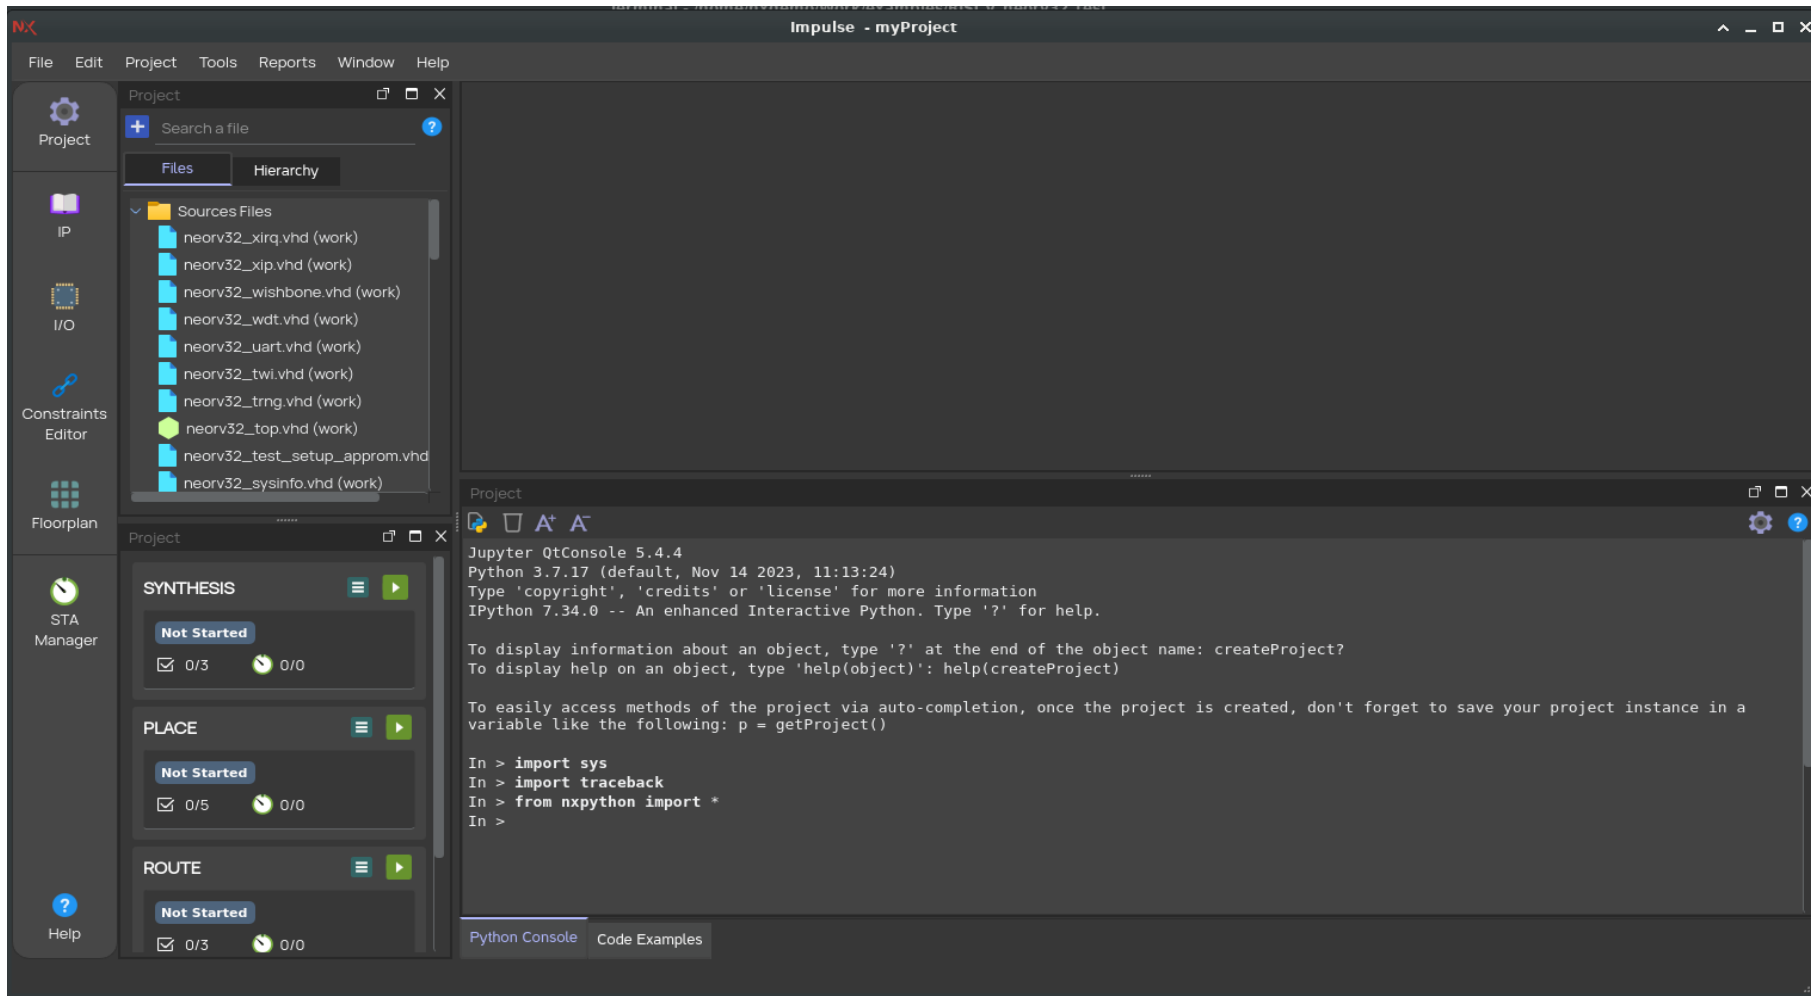 Impulse - myProject
File Edit Project Tools Reports Window Help
Project
IP
I/O
Constraints
Editor
Floorplan
STA
Manager
Help
Project
Search a file
Files Hierarchy
Sources Files
neorv32_xirq.vhd (work)
neorv32_xip.vhd (work)
neorv32_wishbone.vhd (work)
neorv32_wdt.vhd (work)
neorv32_uart.vhd (work)
neorv32_twi.vhd (work)
neorv32_trng.vhd (work)
neorv32_top.vhd (work)
neorv32_test_setup_approm.vhd
neorv32_sysinfo.vhd (work)
Project
SYNTHESIS
Not Started
0/3 0/0
PLACE
Not Started
0/5 0/0
ROUTE
Not Started
0/3 0/0
Project
A+ A-
Jupyter QtConsole 5.4.4
Python 3.7.17 (default, Nov 14 2023, 11:13:24)
Type 'copyright', 'credits' or 'license' for more information
IPython 7.34.0 -- An enhanced Interactive Python. Type '?' for help.
To display information about an object, type '?' at the end of the object name: createProject?
To display help on an object, type 'help(object)': help(createProject)
To easily access methods of the project via auto-completion, once the project is created, don't forget to save your project instance in a
variable like the following: p = getProject()
In > import sys
In > import traceback
In > from nxpython import *
In >
Python Console Code Examples